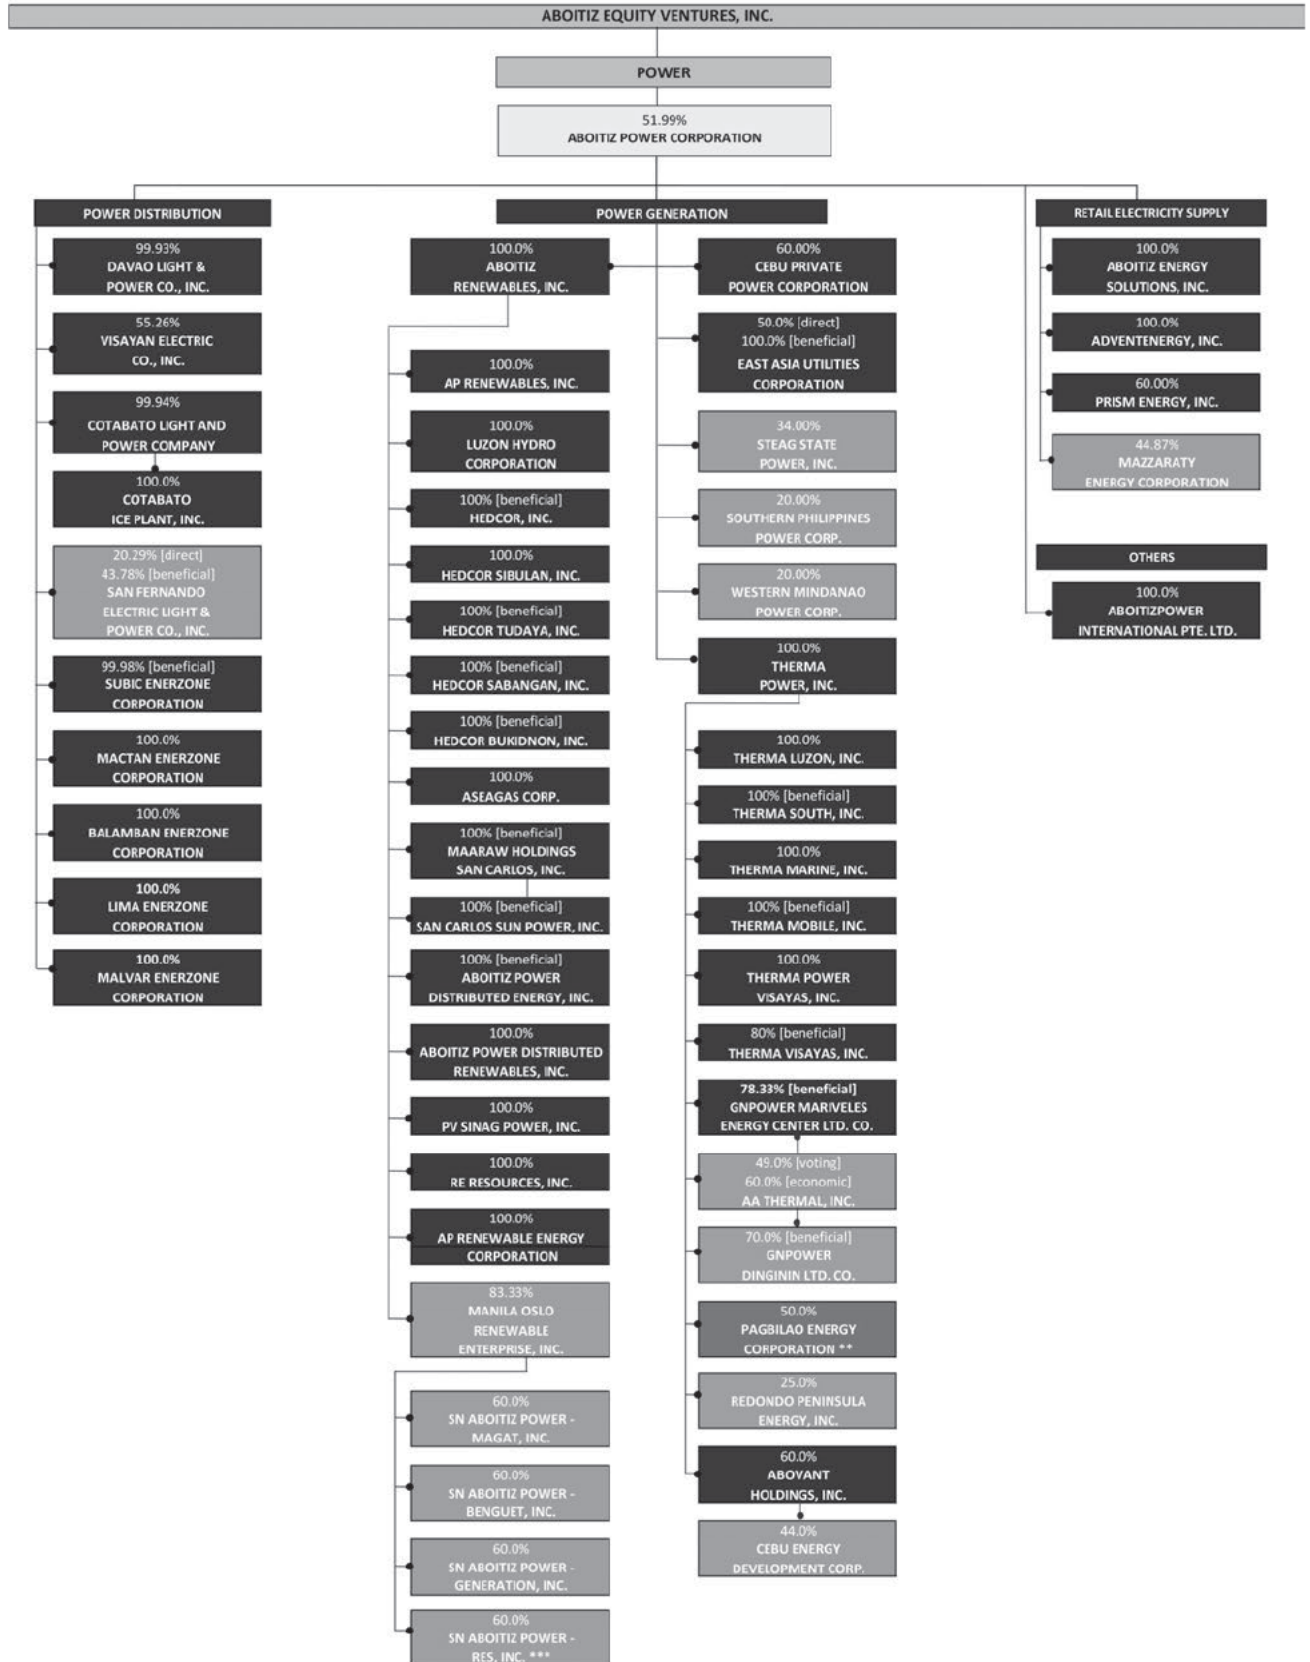 ABOITIZ EQUITY VENTURES, INC.
POWER
51.99%
ABOITIZ POWER CORPORATION
POWER DISTRIBUTION
99.93%
DAVAO LIGHT &
POWER CO., INC.
55.26%
VISAYAN ELECTRIC
CO., INC.
99.94%
COTABATO LIGHT AND
POWER COMPANY
100.0%
COTABATO
ICE PLANT, INC.
20.29% [direct]
43.78% [beneficial]
SAN FERNANDO
ELECTRIC LIGHT &
POWER CO., INC.
99.98% [beneficial]
SUBIC ENERZONE
CORPORATION
100.0%
MACTAN ENERZONE
CORPORATION
100.0%
BALAMBAN ENERZONE
CORPORATION
100.0%
LIMA ENERZONE
CORPORATION
100.0%
MALVAR ENERZONE
CORPORATION
POWER GENERATION
100.0%
ABOITIZ
RENEWABLES, INC.
100.0%
AP RENEWABLES, INC.
100.0%
LUZON HYDRO
CORPORATION
100% [beneficial]
HEDCOR, INC.
100.0%
HEDCOR SIBULAN, INC.
100% [beneficial]
HEDCOR TUDAYA, INC.
100% [beneficial]
HEDCOR SABANGAN, INC.
100% [beneficial]
HEDCOR BUKIDNON, INC.
100.0%
ASEAGAS CORP.
100% [beneficial]
MAARAW HOLDINGS
SAN CARLOS, INC.
100% [beneficial]
SAN CARLOS SUN POWER, INC.
100% [beneficial]
ABOITIZ POWER
DISTRIBUTED ENERGY, INC.
100.0%
ABOITIZ POWER DISTRIBUTED
RENEWABLES, INC.
100.0%
PV SINAG POWER, INC.
100.0%
RE RESOURCES, INC.
100.0%
AP RENEWABLE ENERGY
CORPORATION
83.33%
MANILA OSLO
RENEWABLE
ENTERPRISE, INC.
60.0%
SN ABOITIZ POWER -
MAGAT, INC.
60.0%
SN ABOITIZ POWER -
BENGUET, INC.
60.0%
SN ABOITIZ POWER -
GENERATION, INC.
60.0%
SN ABOITIZ POWER -
RES, INC. ***
60.00%
CEBU PRIVATE
POWER CORPORATION
50.0% [direct]
100.0% [beneficial]
EAST ASIA UTILITIES
CORPORATION
34.00%
STEAG STATE
POWER, INC.
20.00%
SOUTHERN PHILIPPINES
POWER CORP.
20.00%
WESTERN MINDANAO
POWER CORP.
100.0%
THERMA
POWER, INC.
100.0%
THERMA LUZON, INC.
100% [beneficial]
THERMA SOUTH, INC.
100.0%
THERMA MARINE, INC.
100% [beneficial]
THERMA MOBILE, INC.
100.0%
THERMA POWER
VISAYAS, INC.
80% [beneficial]
THERMA VISAYAS, INC.
78.33% [beneficial]
GNPOWER MARIVELES
ENERGY CENTER LTD. CO.
49.0% [voting]
60.0% [economic]
AA THERMAL, INC.
70.0% [beneficial]
GNPOWER
DINGININ LTD. CO.
50.0%
PAGBILAO ENERGY
CORPORATION **
25.0%
REDONDO PENINSULA
ENERGY, INC.
60.0%
ABOVANT
HOLDINGS, INC.
44.0%
CEBU ENERGY
DEVELOPMENT CORP.
RETAIL ELECTRICITY SUPPLY
100.0%
ABOITIZ ENERGY
SOLUTIONS, INC.
100.0%
ADVENTENERGY, INC.
60.00%
PRISM ENERGY, INC.
44.87%
MAZZARATY
ENERGY CORPORATION
OTHERS
100.0%
ABOITIZPOWER
INTERNATIONAL PTE. LTD.